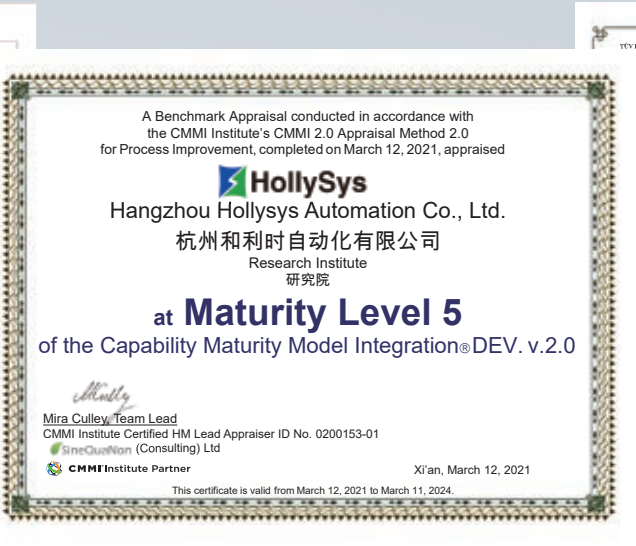 TÜV
A Benchmark Appraisal conducted in accordance with
the CMMI Institute's CMMI 2.0 Appraisal Method 2.0
for Process Improvement, completed on March 12, 2021, appraised
HollySys
Hangzhou Hollysys Automation Co., Ltd.
杭州和利时自动化有限公司
Research Institute
研究院
at Maturity Level 5
of the Capability Maturity Model Integration®DEV. v.2.0
Mira Culley, Team Lead
CMMI Institute Certified HM Lead Appraiser ID No. 0200153-01
SineQuaNon (Consulting) Ltd
CMMI Institute Partner
Xi'an, March 12, 2021
This certificate is valid from March 12, 2021 to March 11, 2024.